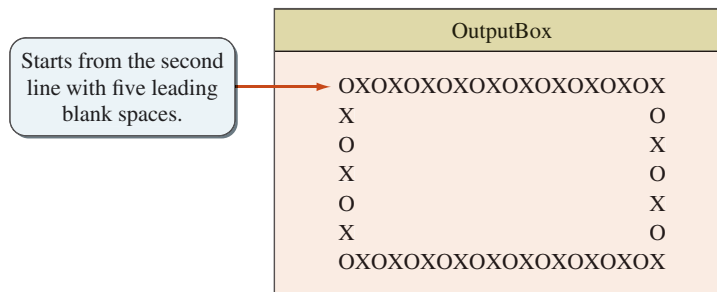 OutputBox
Starts from the second
line with five leading
blank spaces.
OXOXOXOXOXOXOXOXOXOX
X O
O X
X O
O X
X O
OXOXOXOXOXOXOXOXOXOX